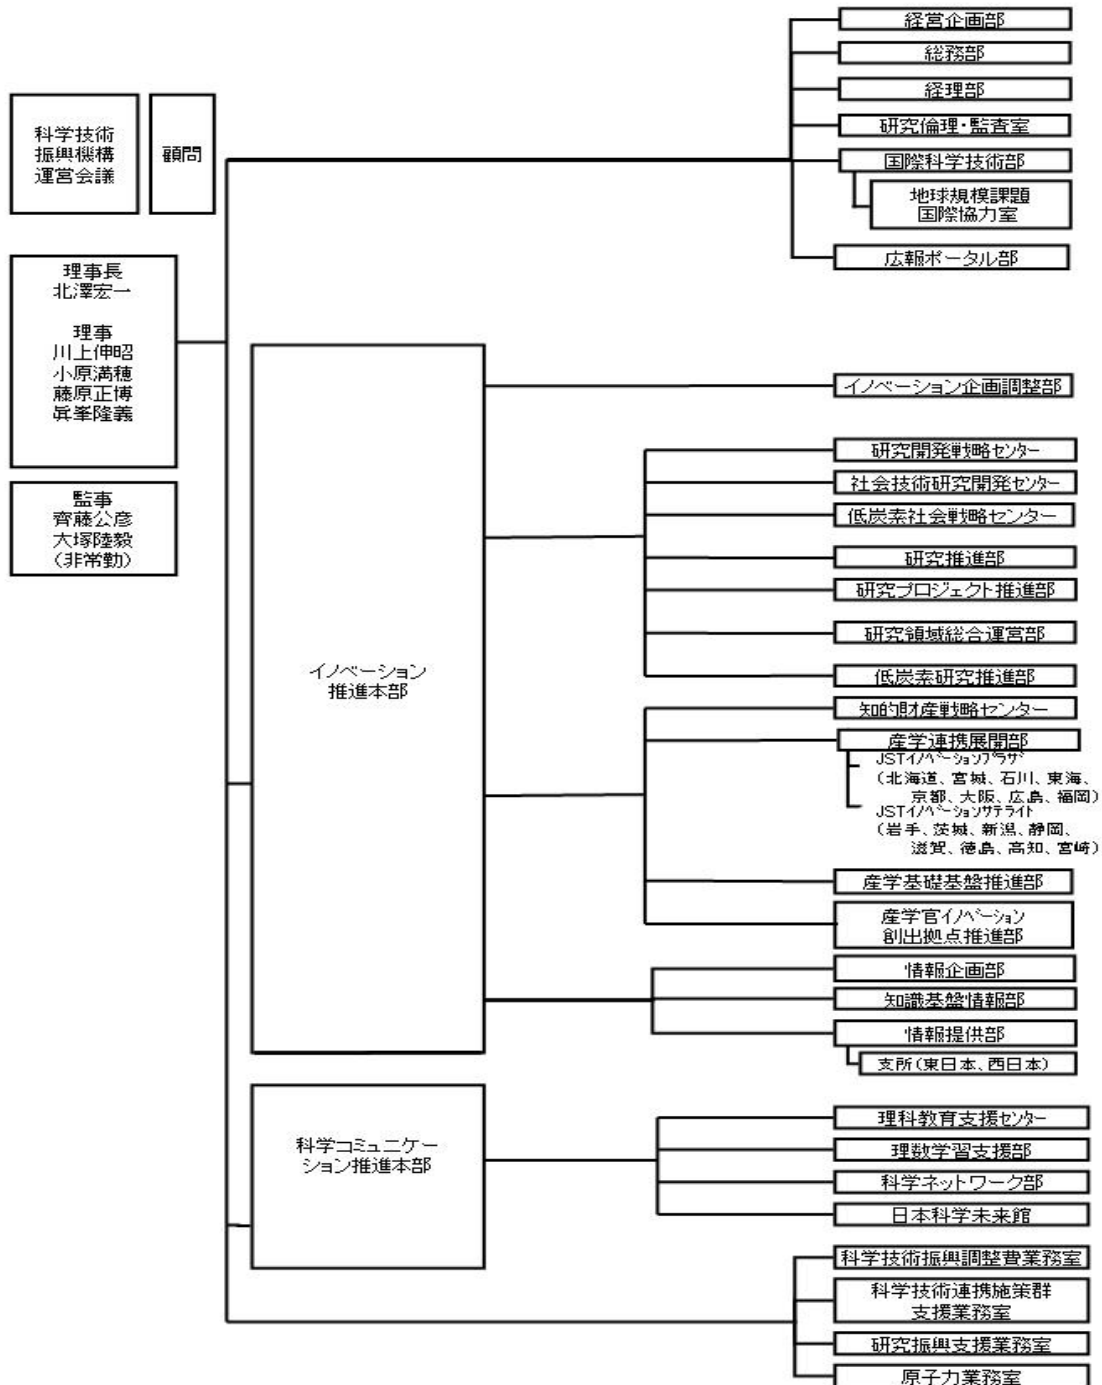 科学技術
振興機構
運営会議
顧問
理事長
北澤宏一
理事
川上伸昭
小原満穂
藤原正博
眞峯隆義
監事
齊藤公彦
大塚陸毅
(非常勤)
経営企画部
総務部
経理部
研究倫理・監査室
国際科学技術部
地球規模課題
国際協力室
広報ポータル部
イノベーション
推進本部
イノベーション企画調整部
研究開発戦略センター
社会技術研究開発センター
低炭素社会戦略センター
研究推進部
研究プロジェクト推進部
研究領域総合運営部
低炭素研究推進部
知的財産戦略センター
産学連携展開部
JSTイノベーションプラザ
(北海道、宮城、石川、東海、
京都、大阪、広島、福岡)
JSTイノベーションサテライト
(岩手、茨城、新潟、静岡、
滋賀、徳島、高知、宮崎)
産学基礎基盤推進部
産学官イノベーション
創出拠点推進部
情報企画部
知識基盤情報部
情報提供部
支所(東日本、西日本)
科学コミュニケー
ション推進本部
理科教育支援センター
理数学習支援部
科学ネットワーク部
日本科学未来館
科学技術振興調整費業務室
科学技術連携施策群
支援業務室
研究振興支援業務室
原子力業務室